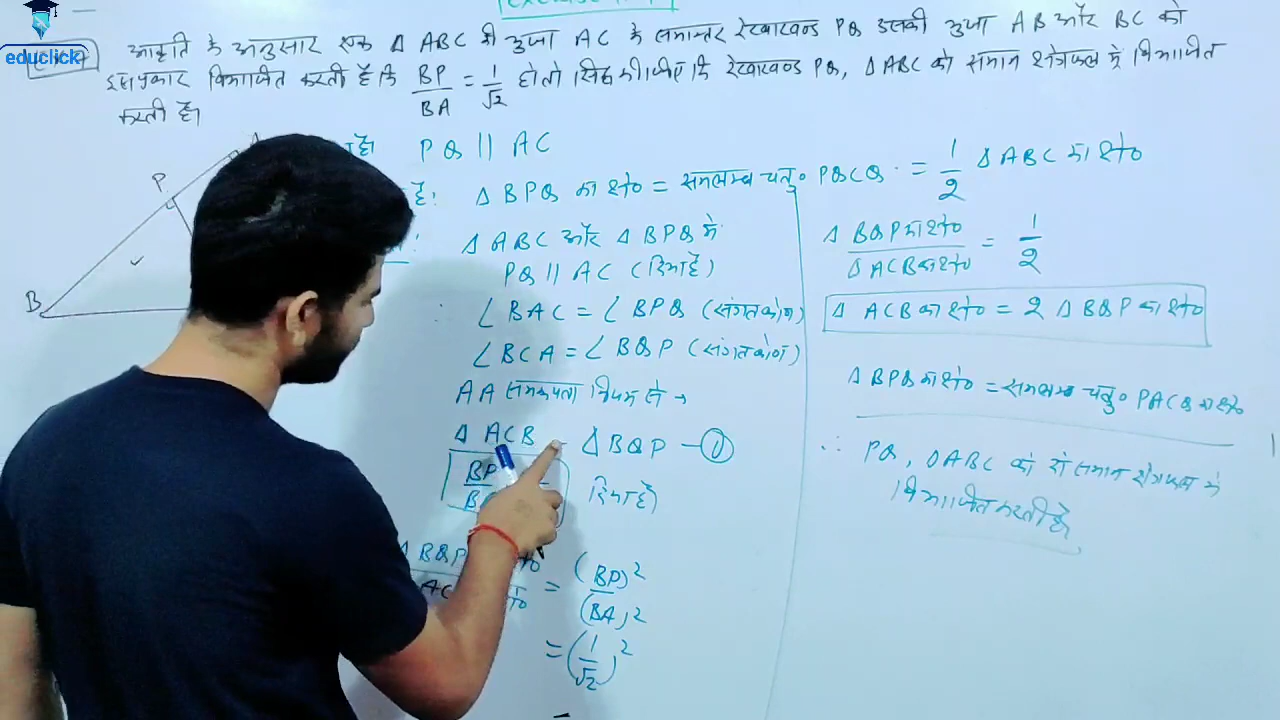 educlick
आकृति के अनुसार एक Δ ABC की भुजा AC के समान्तर रेखाखण्ड PQ उसकी भुजा AB और BC को
इस प्रकार विभाजित करती है कि BP/BA = 1/√2 हो तो सिद्ध कीजिए कि रेखाखण्ड PQ, Δ ABC को समान क्षेत्रफल में विभाजित
करती है।
है। PQ || AC
है: Δ BPQ का क्षे० = समलम्ब चतु० PQCQ = 1/2 Δ ABC का क्षे०
Δ ABC और Δ BPQ में
PQ || AC (दिया है)
∴ ∠BAC = ∠BPQ (संगत कोण)
∠BCA = ∠BQP (संगत कोण)
AA समरूपता नियम से →
Δ ACB ~ Δ BQP —①
BP
दिया है)
Δ BQP
= (BP)²/(BA)²
= (1/√2)²
Δ BQP का क्षे०/Δ ACB का क्षे० = 1/2
Δ ACB का क्षे० = 2 Δ BQP का क्षे०
Δ BPQ का क्षे० = समलम्ब चतु० PACQ का क्षे०
∴ PQ, Δ ABC को दो समान क्षेत्रफल में
विभाजित करती है
P
B